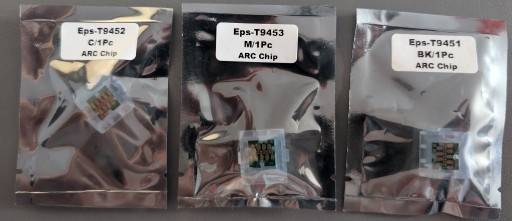 Eps-T9452
C/1Pc
ARC Chip
Eps-T9453
M/1Pc
ARC Chip
Eps-T9451
BK/1Pc
ARC Chip